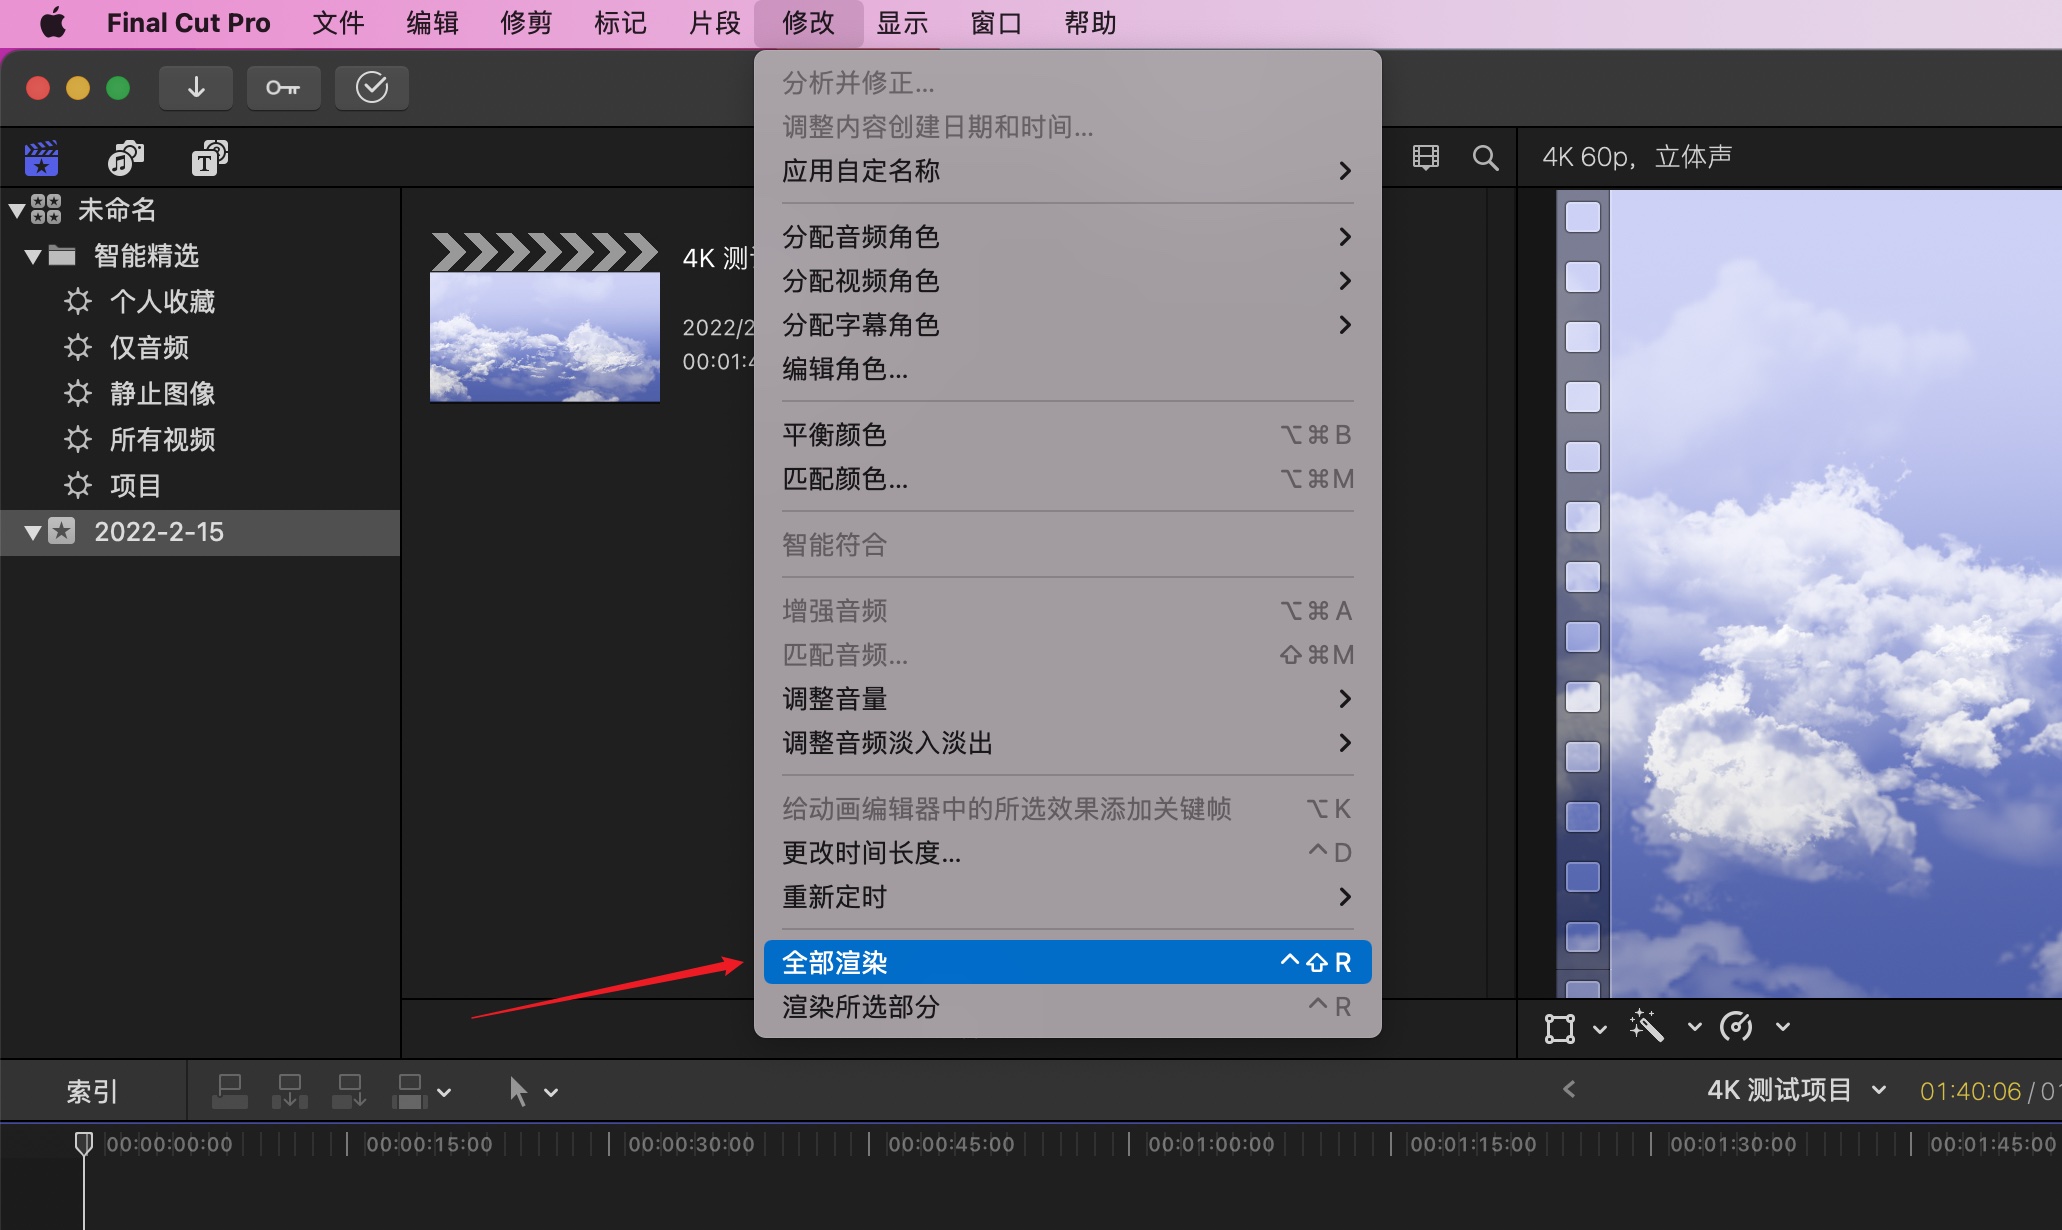 Final Cut Pro 文件 编辑 修剪 标记 片段 修改 显示 窗口 帮助
分析并修正...
调整内容创建日期和时间...
应用自定名称
分配音频角色
分配视频角色
分配字幕角色
编辑角色...
平衡颜色 ⌥⌘B
匹配颜色... ⌥⌘M
智能符合
增强音频 ⌥⌘A
匹配音频... ⇧⌘M
调整音量
调整音频淡入淡出
给动画编辑器中的所选效果添加关键帧 ⌥K
更改时间长度... ^D
重新定时
全部渲染 ^⇧R
渲染所选部分 ^R
T
未命名
智能精选
个人收藏
仅音频
静止图像
所有视频
项目
2022-2-15
4K 测
2022/2
00:01:4
4K 60p，立体声
索引
4K 测试项目 01:40:06 / 01
00:00:00:00 00:00:15:00 00:00:30:00 00:00:45:00 00:01:00:00 00:01:15:00 00:01:30:00 00:01:45:00